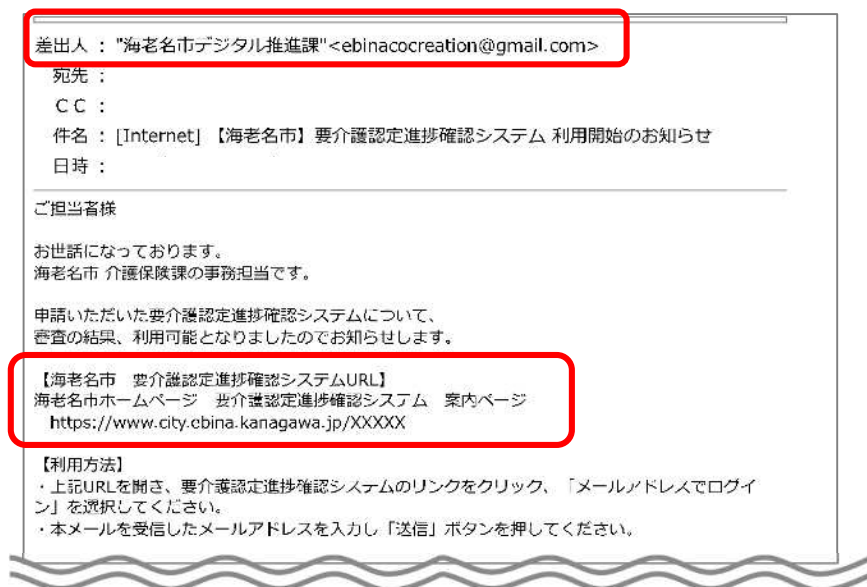 差出人 : "海老名市デジタル推進課"<ebinacocreation@gmail.com>
宛先 :
CC :
件名 : [Internet] 【海老名市】要介護認定進捗確認システム 利用開始のお知らせ
日時 :
ご担当者様
お世話になっております。
海老名市 介護保険課の事務担当です。
申請いただいた要介護認定進捗確認システムについて、
審査の結果、利用可能となりましたのでお知らせします。
【海老名市 要介護認定進捗確認システムURL】
海老名市ホームページ 要介護認定進捗確認システム 案内ページ
https://www.city.ebina.kanagawa.jp/XXXXX
【利用方法】
・上記URLを開き、要介護認定進捗確認システムのリンクをクリック、「メールアドレスでログイ
ン」を選択してください。
・本メールを受信したメールアドレスを入力し「送信」ボタンを押してください。